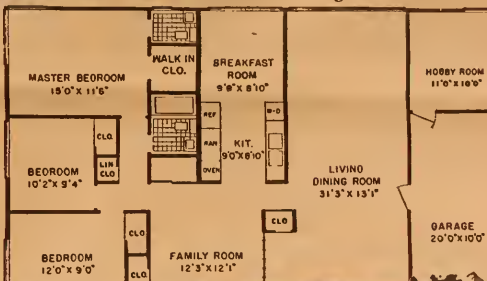 MASTER BEDROOM
15'0" X 11'6"
WALK IN
CLO.
BREAKFAST
ROOM
9'8" X 8'10"
HOBBY ROOM
11'0" X 10'0"
REF
RAN
OVEN
W-D
KIT.
9'0" X 8'10"
CLO.
LIN
CLO
BEDROOM
10'2" X 9'4"
LIVING
DINING ROOM
31'3" X 13'1"
CLO
CLO.
CLO.
BEDROOM
12'0" X 9'0"
FAMILY ROOM
12'3" X 12'1"
GARAGE
20'0" X 10'0"